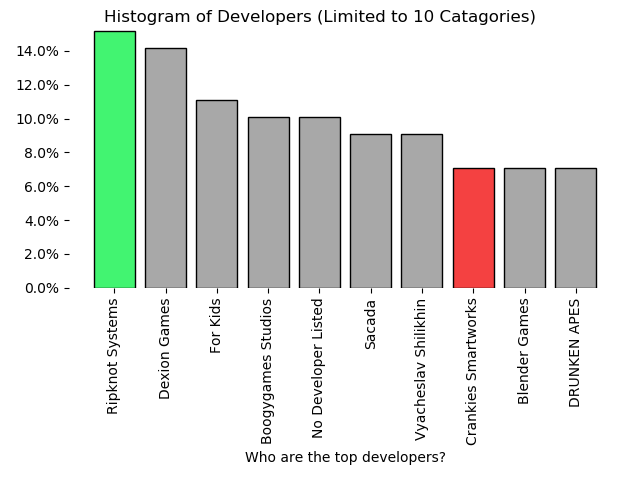 Histogram of Developers (Limited to 10 Catagories)
14.0%
12.0%
10.0%
8.0%
6.0%
4.0%
2.0%
0.0%
Ripknot Systems
Dexion Games
For Kids
Boogygames Studios
No Developer Listed
Sacada
Vyacheslav Shilikhin
Crankies Smartworks
Blender Games
DRUNKEN APES
Who are the top developers?